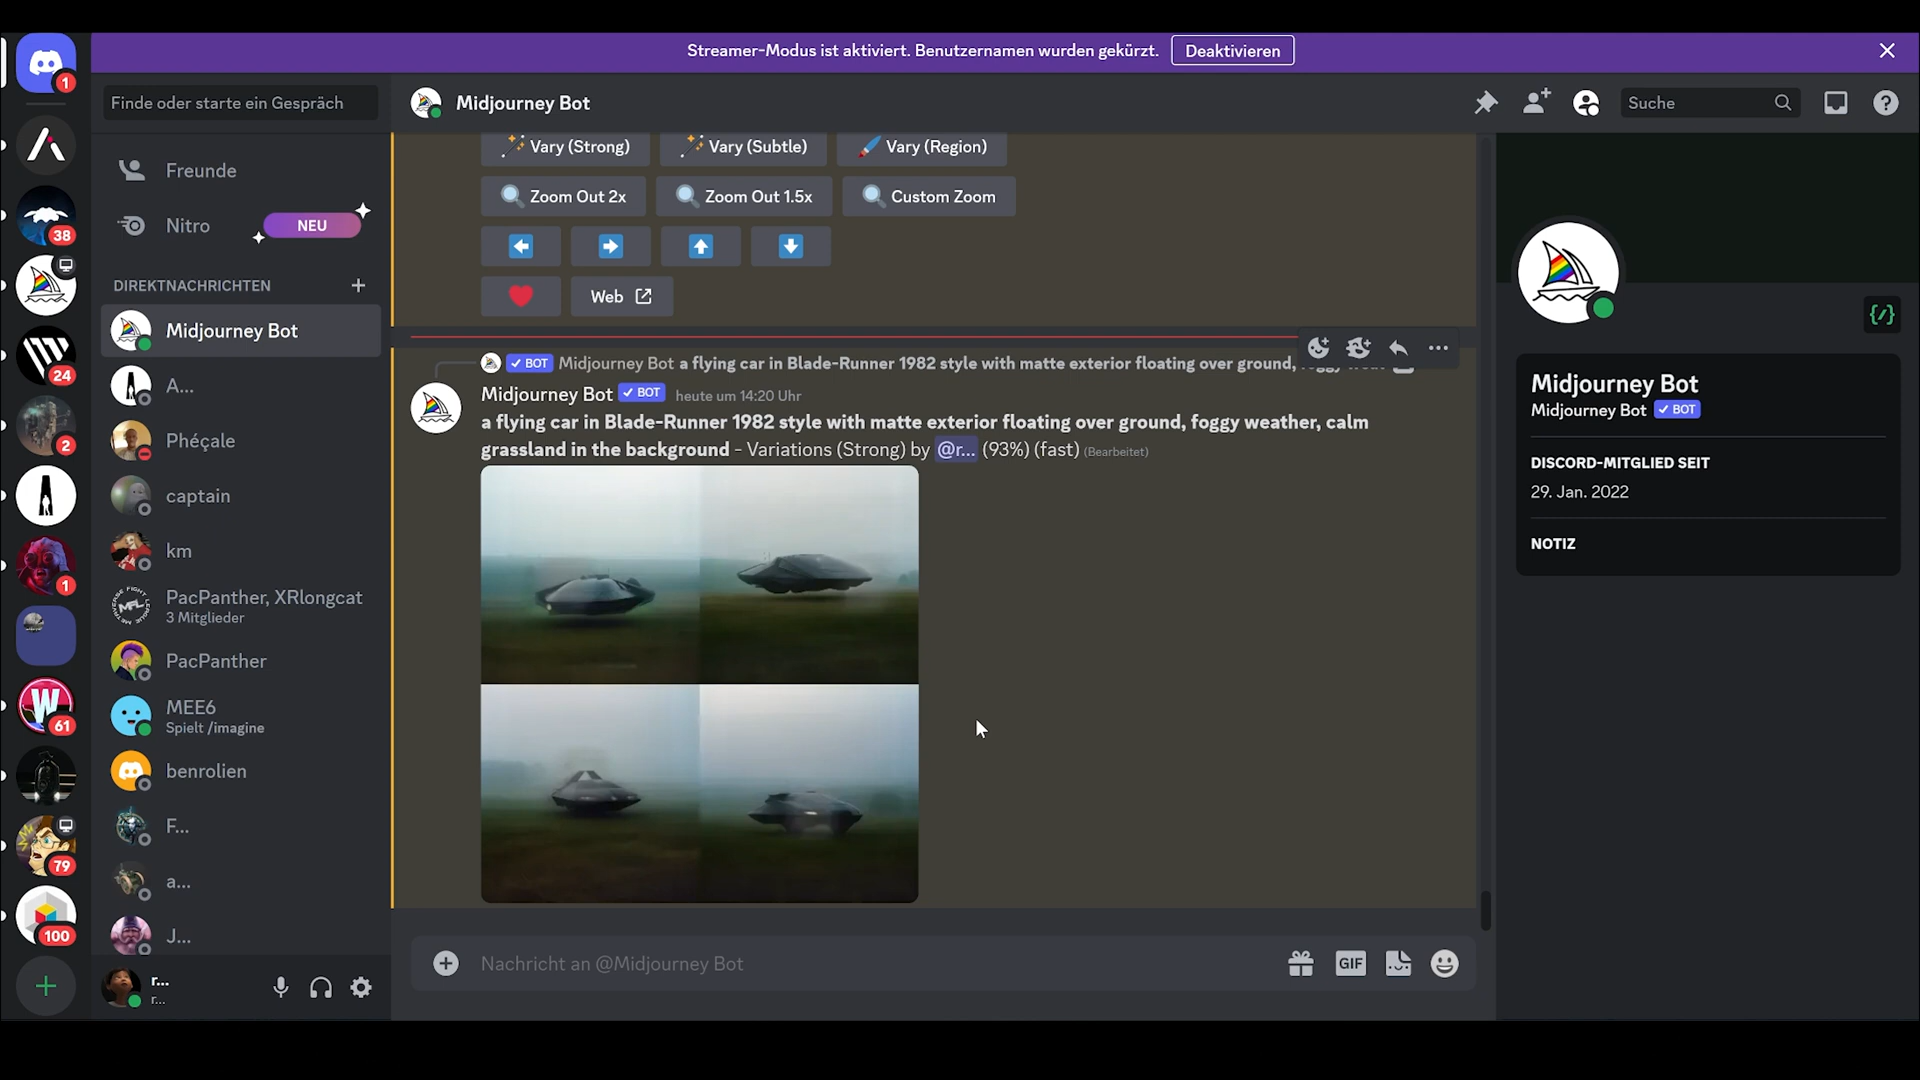 Streamer-Modus ist aktiviert. Benutzernamen wurden gekürzt. Deaktivieren
1
38
24
2
1
W
61
79
100
Finde oder starte ein Gespräch
Freunde
Nitro NEU
DIREKTNACHRICHTEN
Midjourney Bot
A...
Phéçale
captain
km
PacPanther, XRlongcat
3 Mitglieder
PacPanther
MEE6
Spielt /imagine
benrolien
F...
a...
J...
r...
r...
Midjourney Bot
Suche
Vary (Strong) Vary (Subtle) Vary (Region)
Zoom Out 2x Zoom Out 1.5x Custom Zoom
Web
BOT Midjourney Bot a flying car in Blade-Runner 1982 style with matte exterior floating over ground,
Midjourney Bot BOT heute um 14:20 Uhr
a flying car in Blade-Runner 1982 style with matte exterior floating over ground, foggy weather, calm
grassland in the background - Variations (Strong) by @r... (93%) (fast) (Bearbeitet)
Nachricht an @Midjourney Bot
GIF
Midjourney Bot
Midjourney Bot BOT
DISCORD-MITGLIED SEIT
29. Jan. 2022
NOTIZ